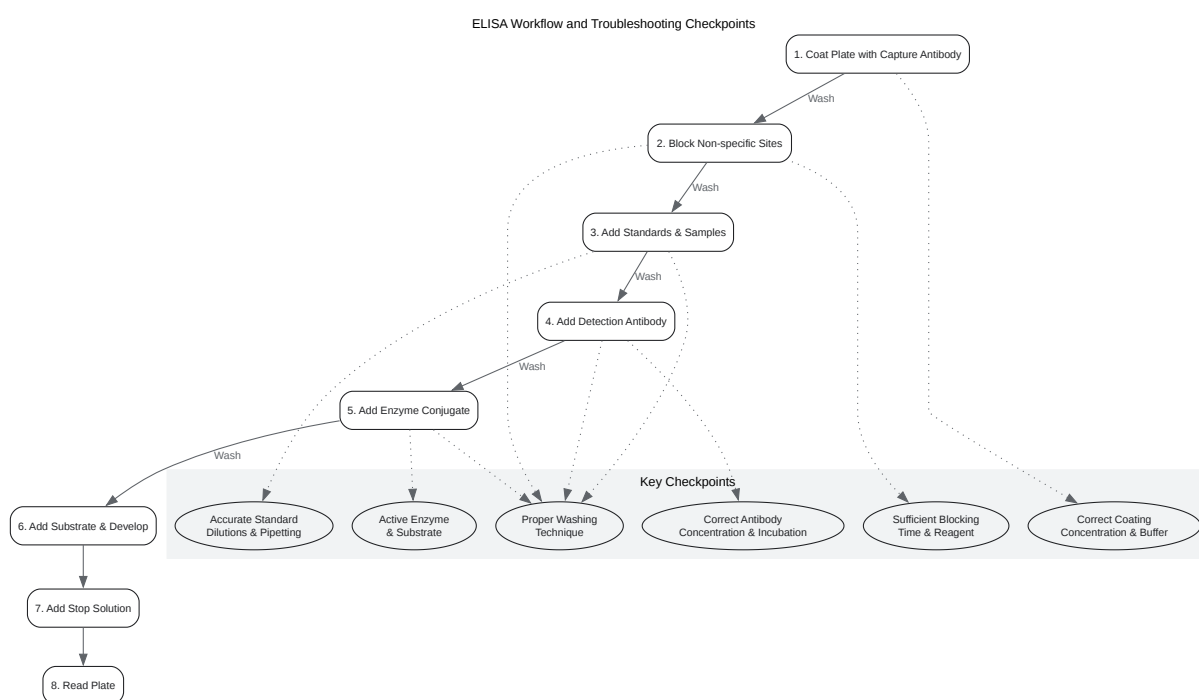 ELISA Workflow and Troubleshooting Checkpoints
1. Coat Plate with Capture Antibody
Wash
2. Block Non-specific Sites
Wash
3. Add Standards & Samples
Wash
4. Add Detection Antibody
Wash
5. Add Enzyme Conjugate
Wash
Key Checkpoints
6. Add Substrate & Develop
Accurate Standard
Dilutions & Pipetting
Active Enzyme
& Substrate
Proper Washing
Technique
Correct Antibody
Concentration & Incubation
Sufficient Blocking
Time & Reagent
Correct Coating
Concentration & Buffer
7. Add Stop Solution
8. Read Plate